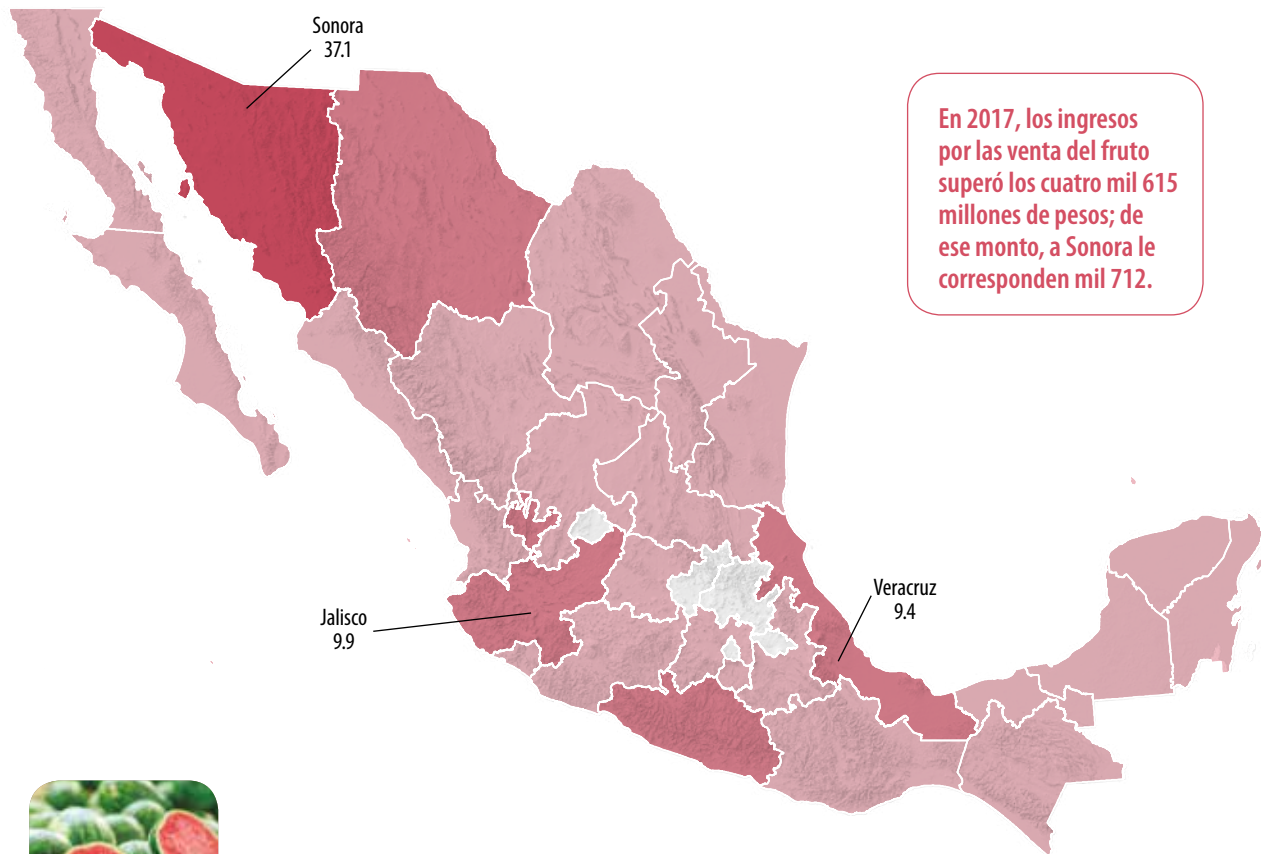 Sonora
37.1
En 2017, los ingresos
por las venta del fruto
superó los cuatro mil 615
millones de pesos; de
ese monto, a Sonora le
corresponden mil 712.
Veracruz
9.4
Jalisco
9.9